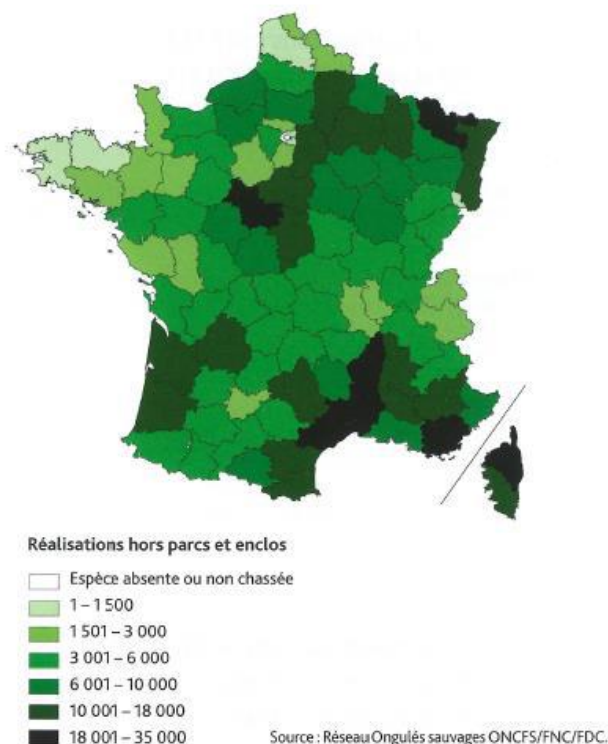 Réalisations hors parcs et enclos
Espèce absente ou non chassée
1 – 1 500
1 501 – 3 000
3 001 – 6 000
6 001 – 10 000
10 001 – 18 000
18 001 – 35 000
Source : Réseau Ongulés sauvages ONCFS/FNC/FDC.